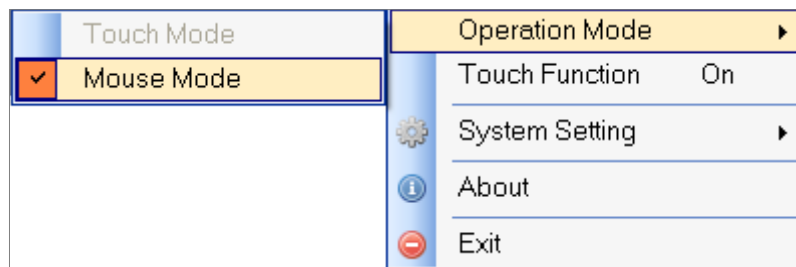 Touch Mode
Mouse Mode
Operation Mode
Touch Function On
System Setting
About
Exit